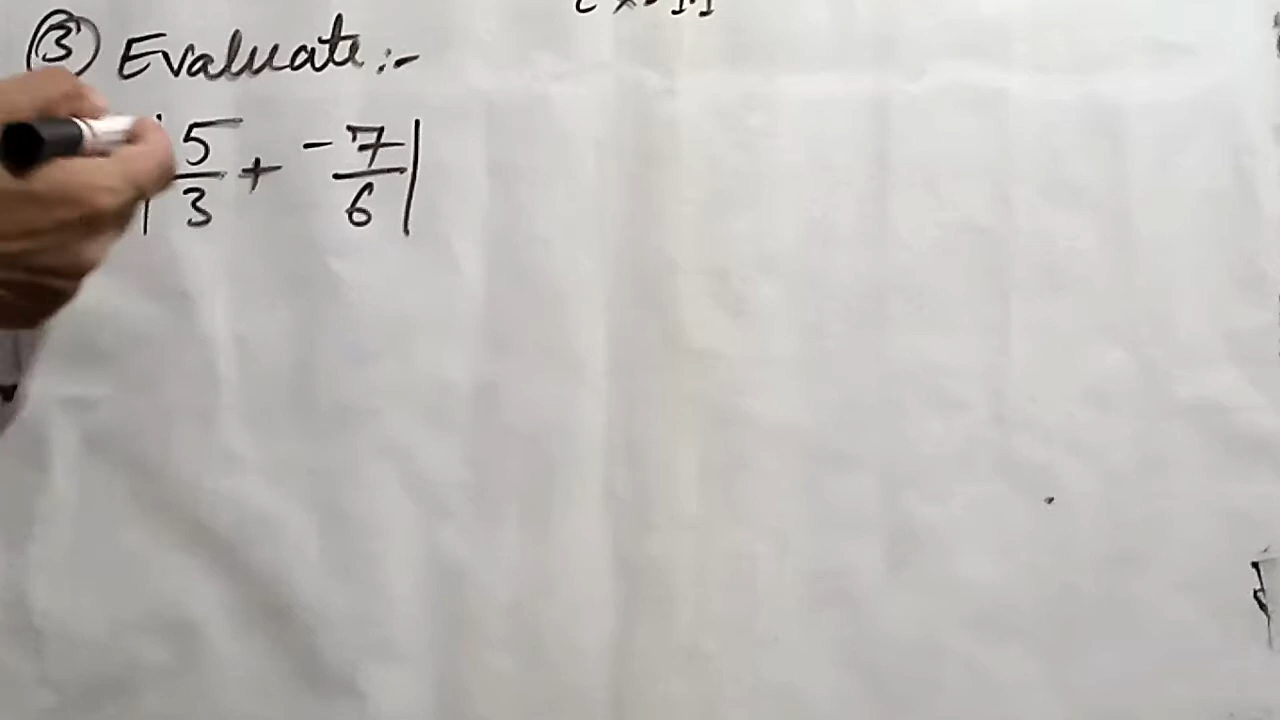 ③ Evaluate :-
|5/3 + -7/6|